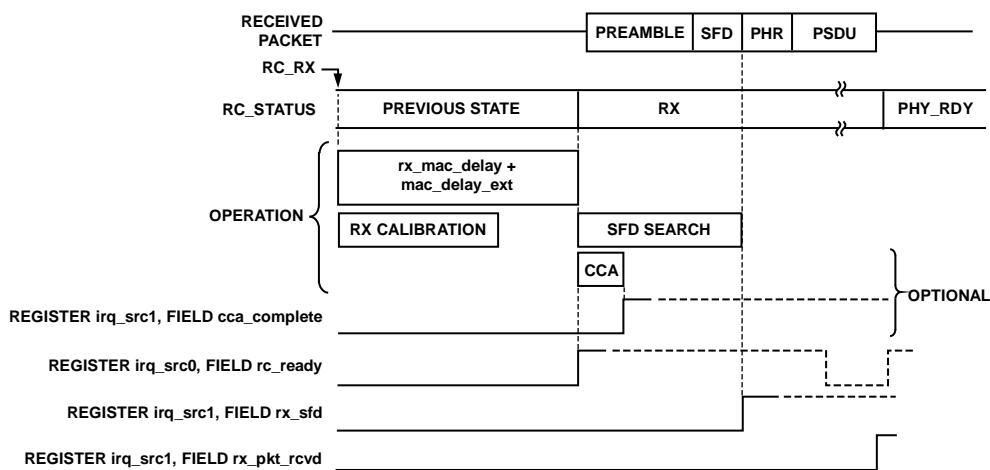 RECEIVED
PACKET
PREAMBLE SFD PHR PSDU
RC_RX
RC_STATUS PREVIOUS STATE RX PHY_RDY
rx_mac_delay +
mac_delay_ext
OPERATION
RX CALIBRATION SFD SEARCH
CCA
OPTIONAL
REGISTER irq_src1, FIELD cca_complete
REGISTER irq_src0, FIELD rc_ready
REGISTER irq_src1, FIELD rx_sfd
REGISTER irq_src1, FIELD rx_pkt_rcvd